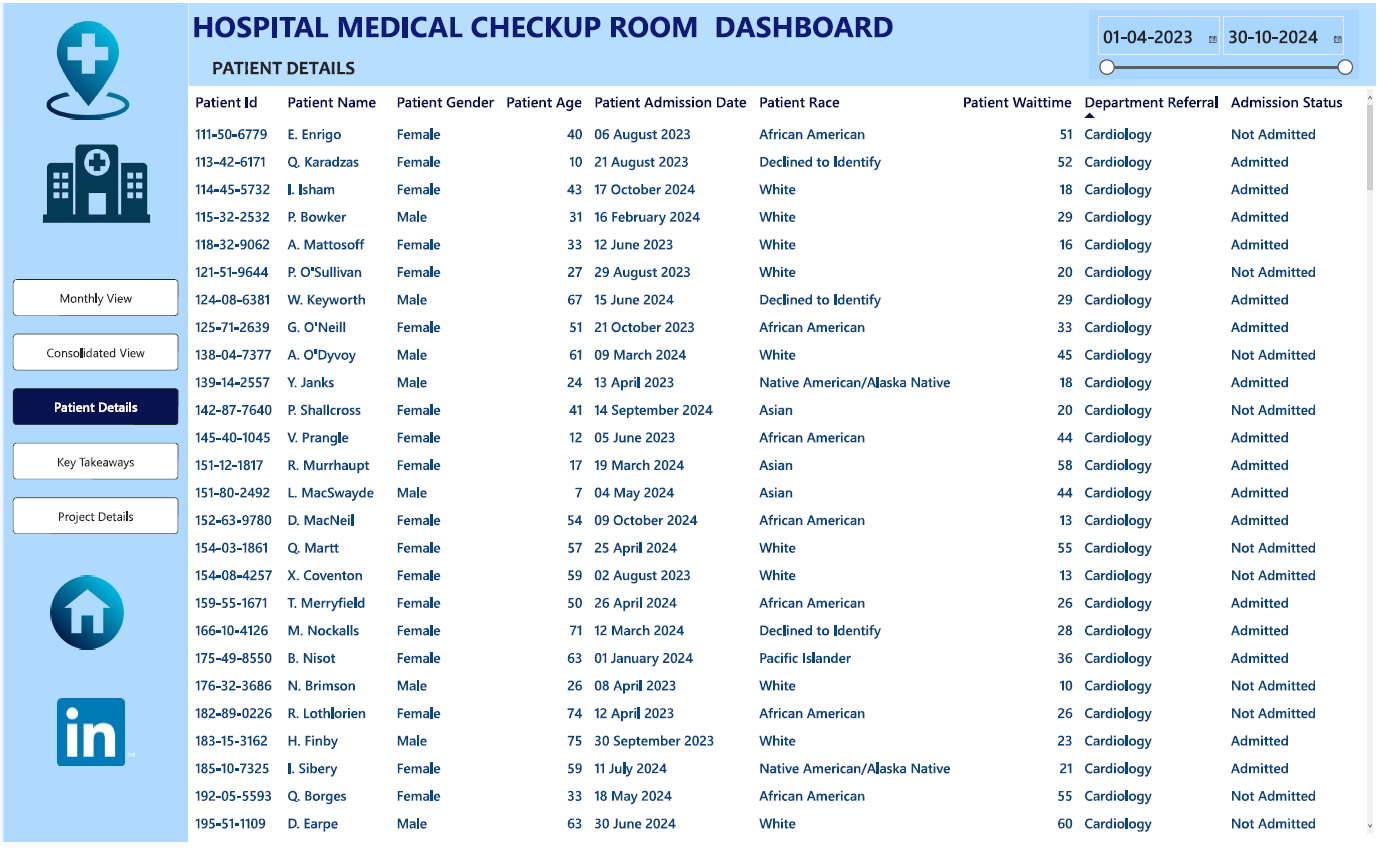 HOSPITAL MEDICAL CHECKUP ROOM DASHBOARD
01-04-2023 30-10-2024
PATIENT DETAILS
Patient Id Patient Name Patient Gender Patient Age Patient Admission Date Patient Race Patient Waittime Department Referral Admission Status
111-50-6779 E. Enrigo Female 40 06 August 2023 African American 51 Cardiology Not Admitted
113-42-6171 Q. Karadzas Female 10 21 August 2023 Declined to Identify 52 Cardiology Admitted
114-45-5732 I. Isham Female 43 17 October 2024 White 18 Cardiology Admitted
115-32-2532 P. Bowker Male 31 16 February 2024 White 29 Cardiology Admitted
118-32-9062 A. Mattosoff Female 33 12 June 2023 White 16 Cardiology Admitted
121-51-9644 P. O'Sullivan Female 27 29 August 2023 White 20 Cardiology Not Admitted
124-08-6381 W. Keyworth Male 67 15 June 2024 Declined to Identify 29 Cardiology Admitted
125-71-2639 G. O'Neill Female 51 21 October 2023 African American 33 Cardiology Admitted
138-04-7377 A. O'Dyvoy Male 61 09 March 2024 White 45 Cardiology Not Admitted
139-14-2557 Y. Janks Male 24 13 April 2023 Native American/Alaska Native 18 Cardiology Admitted
142-87-7640 P. Shallcross Female 41 14 September 2024 Asian 20 Cardiology Not Admitted
145-40-1045 V. Prangle Female 12 05 June 2023 African American 44 Cardiology Admitted
151-12-1817 R. Murrhaupt Female 17 19 March 2024 Asian 58 Cardiology Admitted
151-80-2492 L. MacSwayde Male 7 04 May 2024 Asian 44 Cardiology Admitted
152-63-9780 D. MacNeil Female 54 09 October 2024 African American 13 Cardiology Admitted
154-03-1861 Q. Martt Female 57 25 April 2024 White 55 Cardiology Not Admitted
154-08-4257 X. Coventon Female 59 02 August 2023 White 13 Cardiology Not Admitted
159-55-1671 T. Merryfield Female 50 26 April 2024 African American 26 Cardiology Admitted
166-10-4126 M. Nockalls Female 71 12 March 2024 Declined to Identify 28 Cardiology Admitted
175-49-8550 B. Nisot Female 63 01 January 2024 Pacific Islander 36 Cardiology Admitted
176-32-3686 N. Brimson Male 26 08 April 2023 White 10 Cardiology Not Admitted
182-89-0226 R. Lothlorien Female 74 12 April 2023 African American 26 Cardiology Not Admitted
183-15-3162 H. Finby Male 75 30 September 2023 White 23 Cardiology Admitted
185-10-7325 I. Sibery Female 59 11 July 2024 Native American/Alaska Native 21 Cardiology Admitted
192-05-5593 Q. Borges Female 33 18 May 2024 African American 55 Cardiology Not Admitted
195-51-1109 D. Earpe Male 63 30 June 2024 White 60 Cardiology Not Admitted
Monthly View
Consolidated View
Patient Details
Key Takeaways
Project Details
in